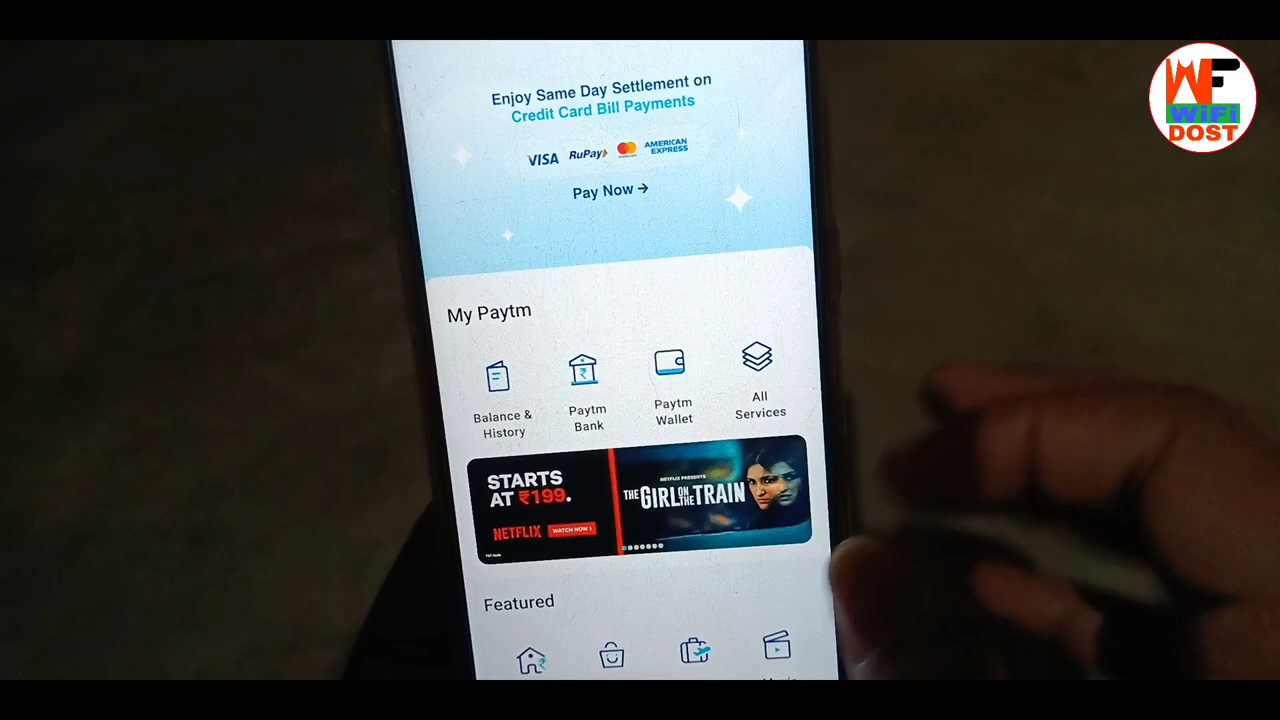 Enjoy Same Day Settlement on
Credit Card Bill Payments
VISA RuPay AMERICAN EXPRESS
Pay Now →
My Paytm
Balance & History
Paytm Bank
Paytm Wallet
All Services
STARTS
AT ₹199.
NETFLIX WATCH NOW >
NETFLIX PRESENTS
THE GIRL ON THE TRAIN
Featured
WF
WiFi
DOST